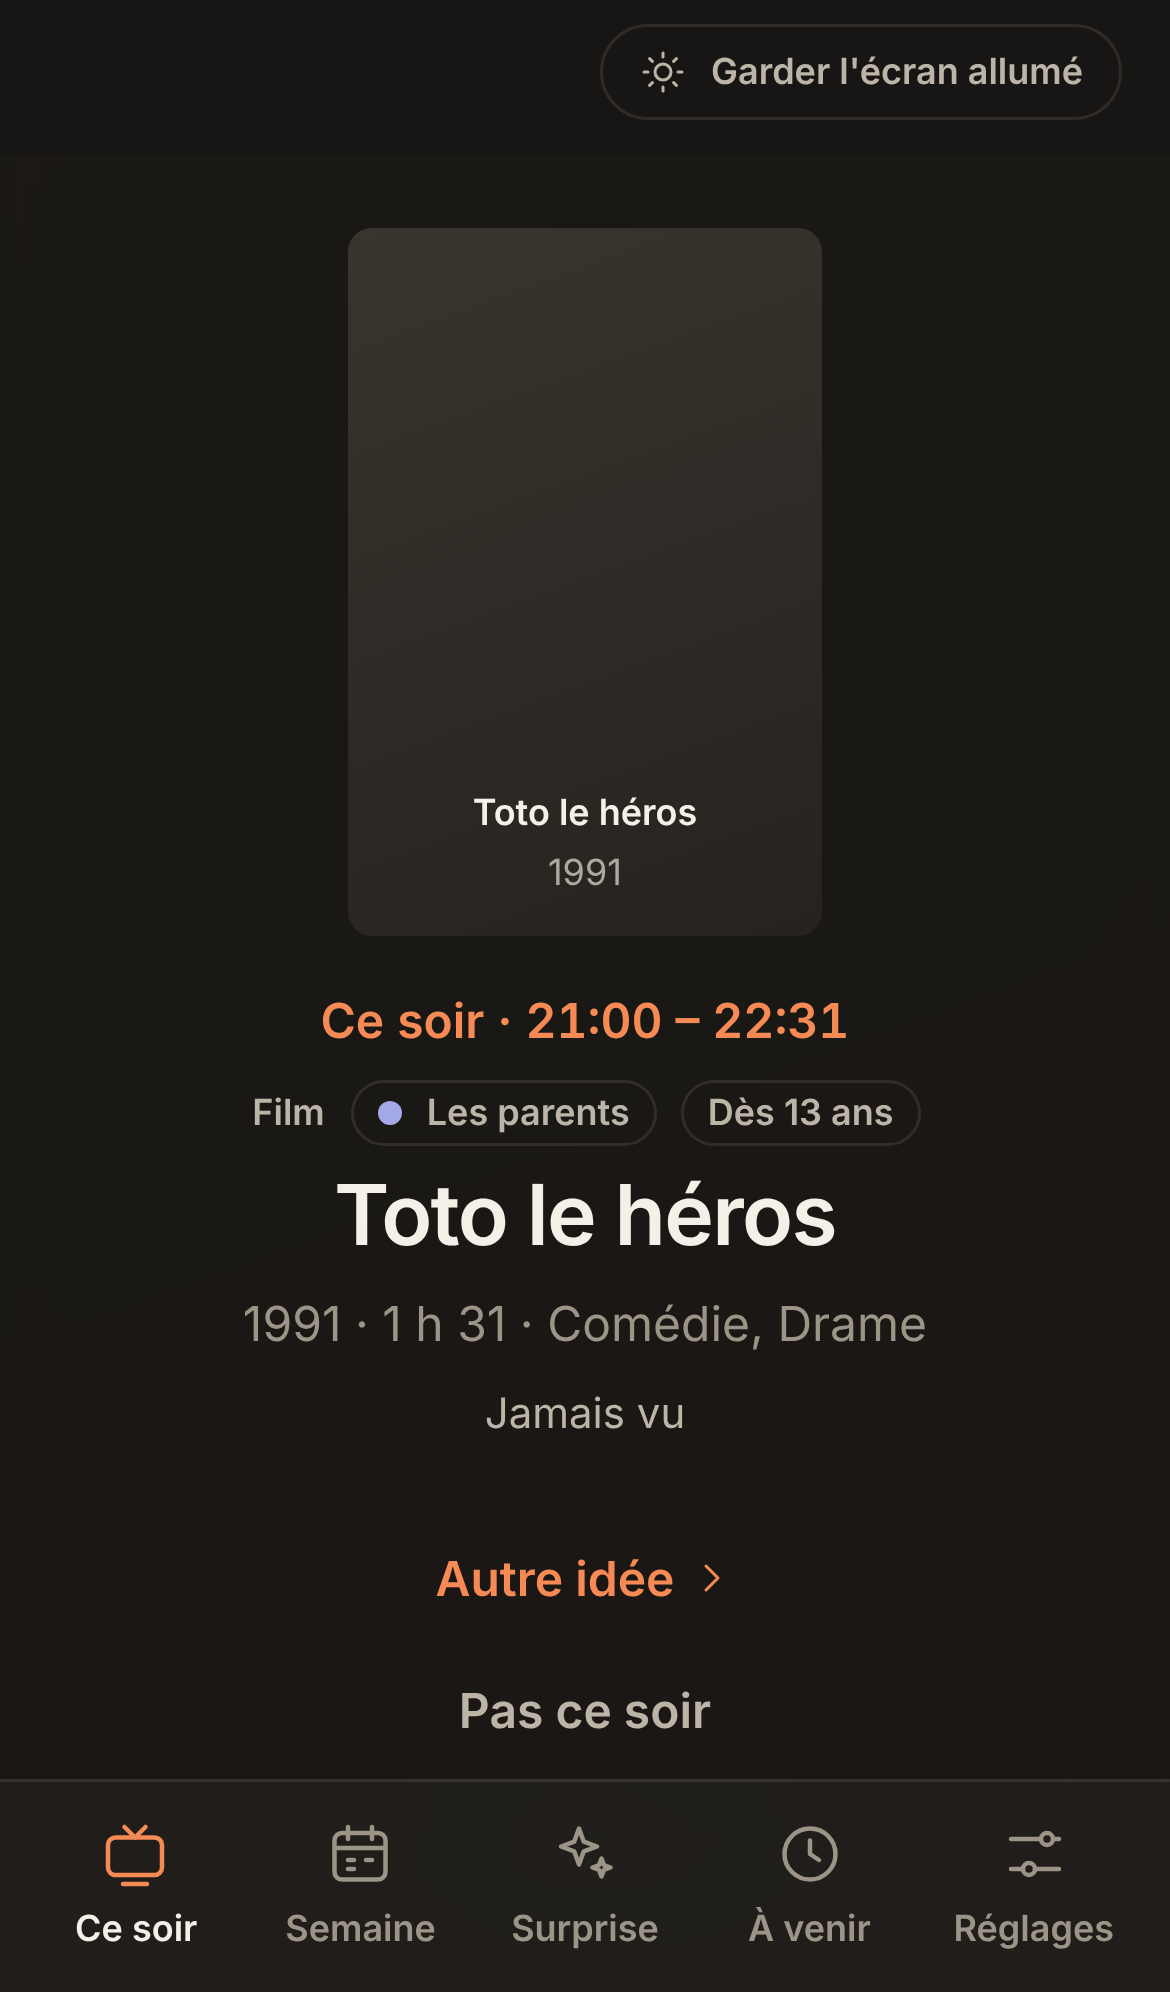 Garder l'écran allumé
Toto le héros
1991
Ce soir · 21:00 – 22:31
Film
Les parents
Dès 13 ans
Toto le héros
1991 · 1 h 31 · Comédie, Drame
Jamais vu
Autre idée
Pas ce soir
Ce soir
Semaine
Surprise
À venir
Réglages